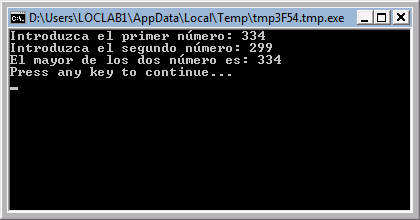 D:\Users\LOCLAB1\AppData\Local\Temp\tmp3F54.tmp.exe
Introduzca el primer número: 334
Introduzca el segundo número: 299
El mayor de los dos número es: 334
Press any key to continue...